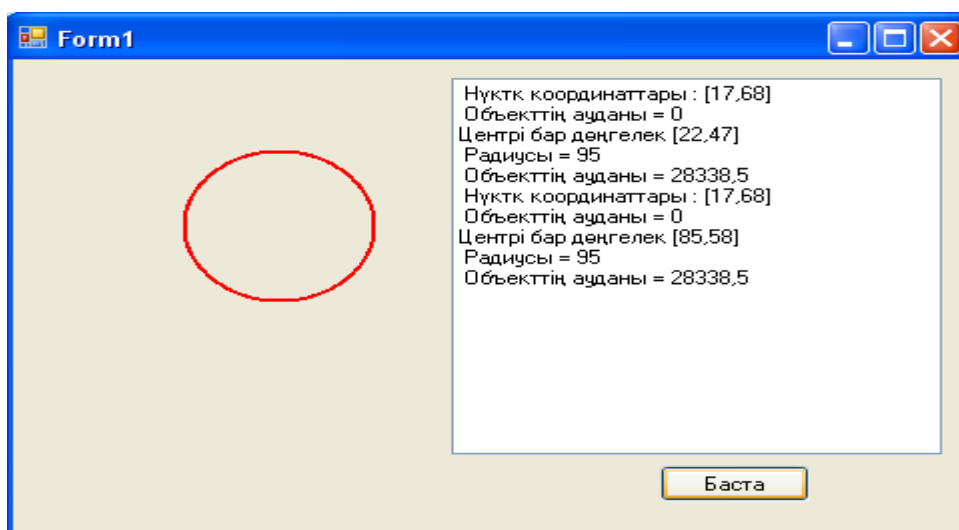 Form1
Нүктк координаттары : [17,68]
Объекттің ауданы = 0
Центрі бар дөңгелек [22,47]
Радиусы = 95
Объекттің ауданы = 28338,5
Нүктк координаттары : [17,68]
Объекттің ауданы = 0
Центрі бар дөңгелек [85,58]
Радиусы = 95
Объекттің ауданы = 28338,5
Баста